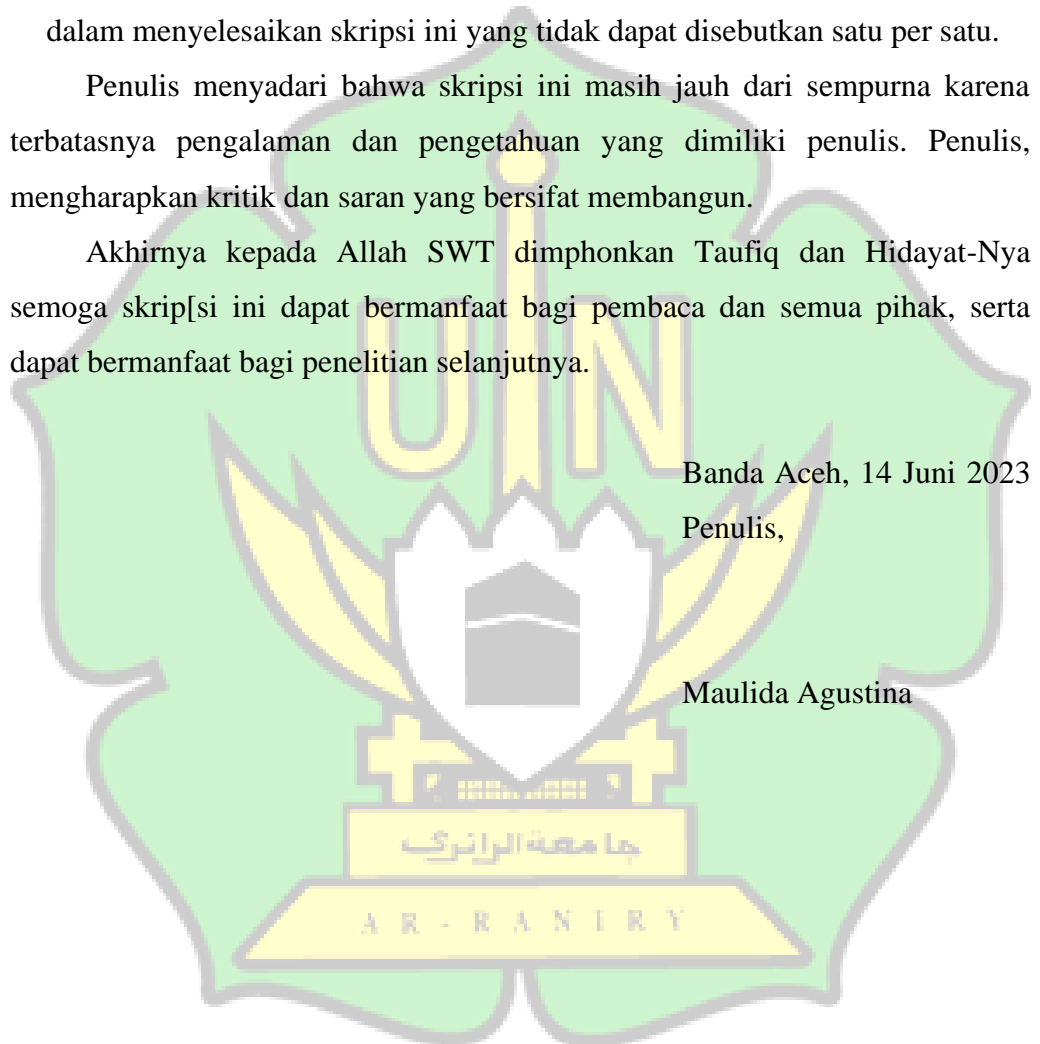 dalam menyelesaikan skripsi ini yang tidak dapat disebutkan satu per satu.
Penulis menyadari bahwa skripsi ini masih jauh dari sempurna karena
terbatasnya pengalaman dan pengetahuan yang dimiliki penulis. Penulis,
mengharapkan kritik dan saran yang bersifat membangun.
Akhirnya kepada Allah SWT dimphonkan Taufiq dan Hidayat-Nya
semoga skrip[si ini dapat bermanfaat bagi pembaca dan semua pihak, serta
dapat bermanfaat bagi penelitian selanjutnya.
UIN
Banda Aceh, 14 Juni 2023
Penulis,
Maulida Agustina
جامعة الرانري
AR-RANIRY